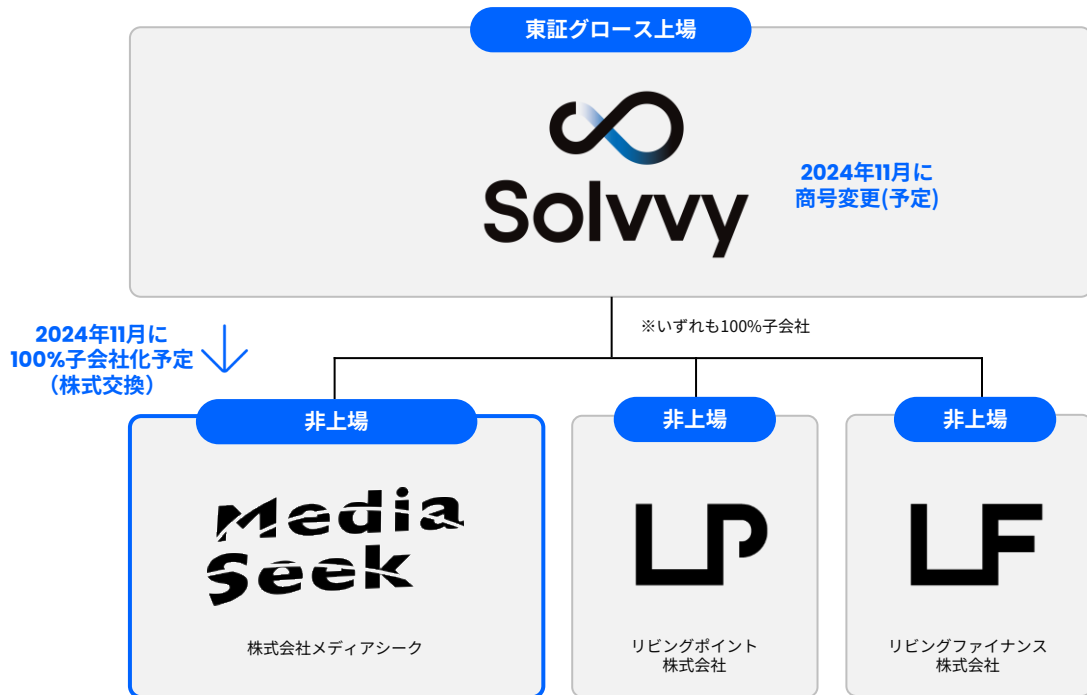 東証グロース上場
Solvvy
2024年11月に
商号変更(予定)
※いずれも100%子会社
2024年11月に
100%子会社化予定
（株式交換）
非上場
Media
Seek
株式会社メディアシーク
非上場
LP
リビングポイント
株式会社
非上場
LF
リビングファイナンス
株式会社